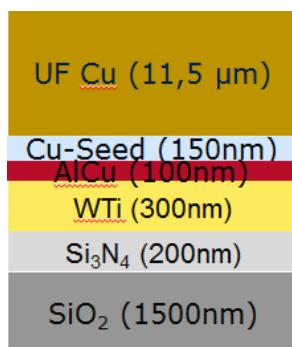 UF Cu (11,5 µm)
Cu-Seed (150nm)
AlCu (100nm)
WTi (300nm)
Si₃N₄ (200nm)
SiO₂ (1500nm)